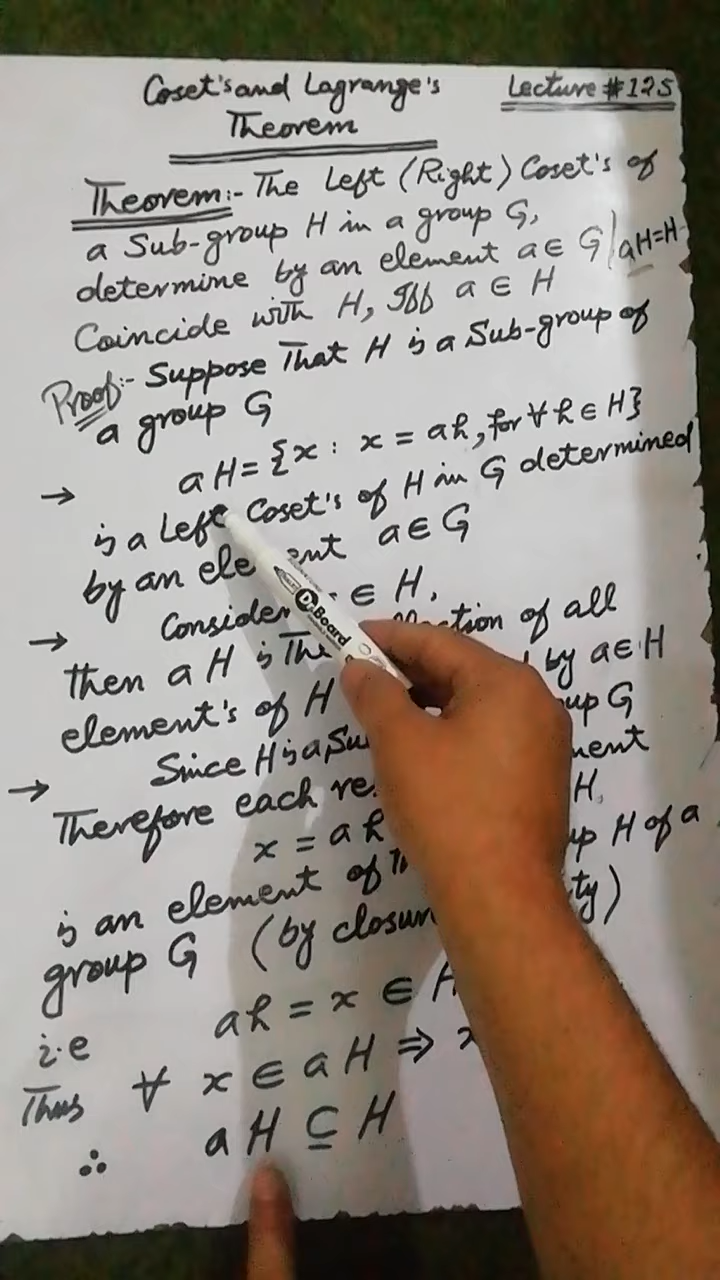 Coset's and Lagrange's
Theorem
Lecture #125
Theorem:- The Left (Right) Coset's of
a Sub-group H in a group G,
determine by an element a ∈ G | aH=H
Coincide with H, Iff a ∈ H
Proof:- Suppose That H is a Sub-group of
a group G
→ aH = {x : x = ah, for ∀ h ∈ H}
is a Left Coset's of H in G determined
by an ele ent a ∈ G
→ Consider ∈ H,
then aH is The ection of all
element's of H by a ∈ H
→ Since H is a Su up G
Therefore each re ment
x = ah H,
is an element of up H of a
group G (by closu ty)
i.e ah = x ∈ H
Thus ∀ x ∈ aH ⇒ x
∴ aH ⊆ H
Board